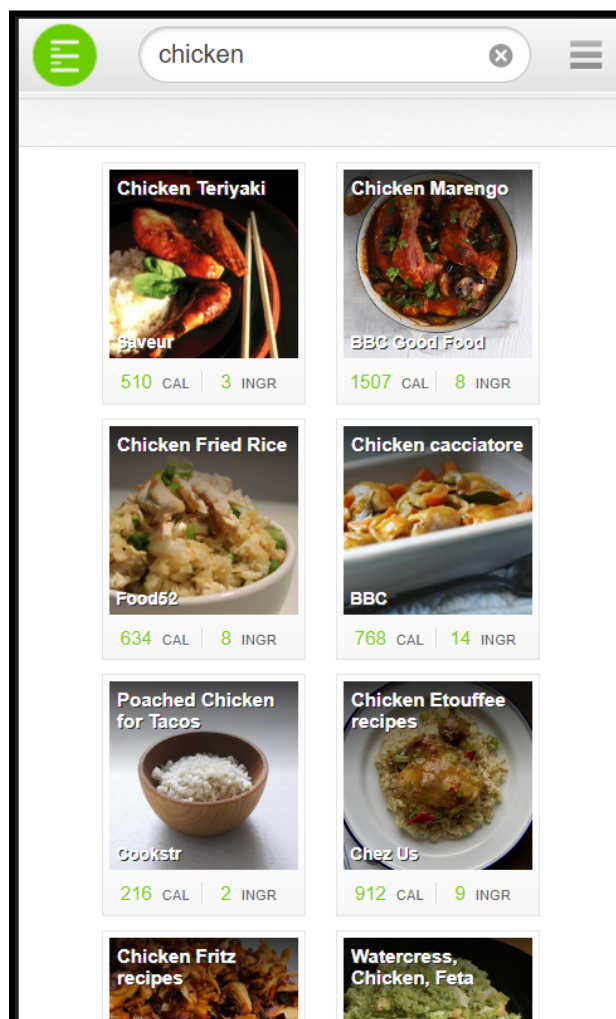 chicken
Chicken Teriyaki
Saveur
510 CAL 3 INGR
Chicken Marengo
BBC Good Food
1507 CAL 8 INGR
Chicken Fried Rice
Food52
634 CAL 8 INGR
Chicken cacciatore
BBC
768 CAL 14 INGR
Poached Chicken
for Tacos
Cookstr
216 CAL 2 INGR
Chicken Etouffee
recipes
Chez Us
912 CAL 9 INGR
Chicken Fritz
recipes
Watercress,
Chicken, Feta